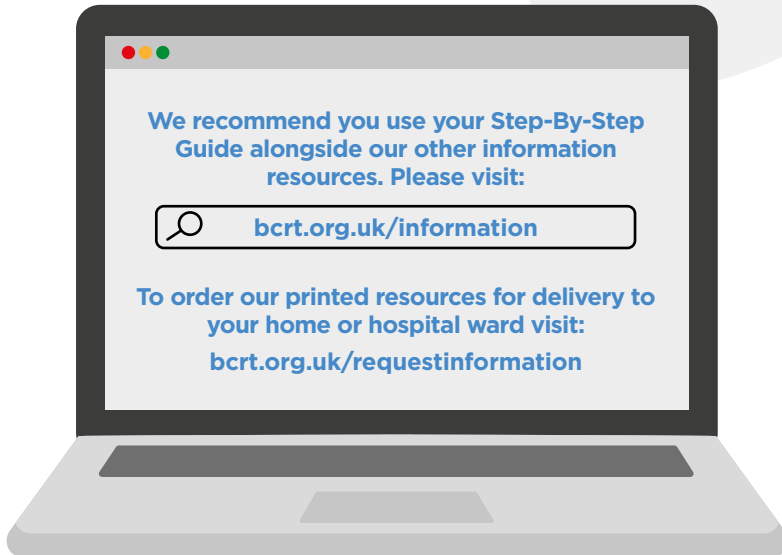 We recommend you use your Step-By-Step
Guide alongside our other information
resources. Please visit:
bcrt.org.uk/information
To order our printed resources for delivery to
your home or hospital ward visit:
bcrt.org.uk/requestinformation